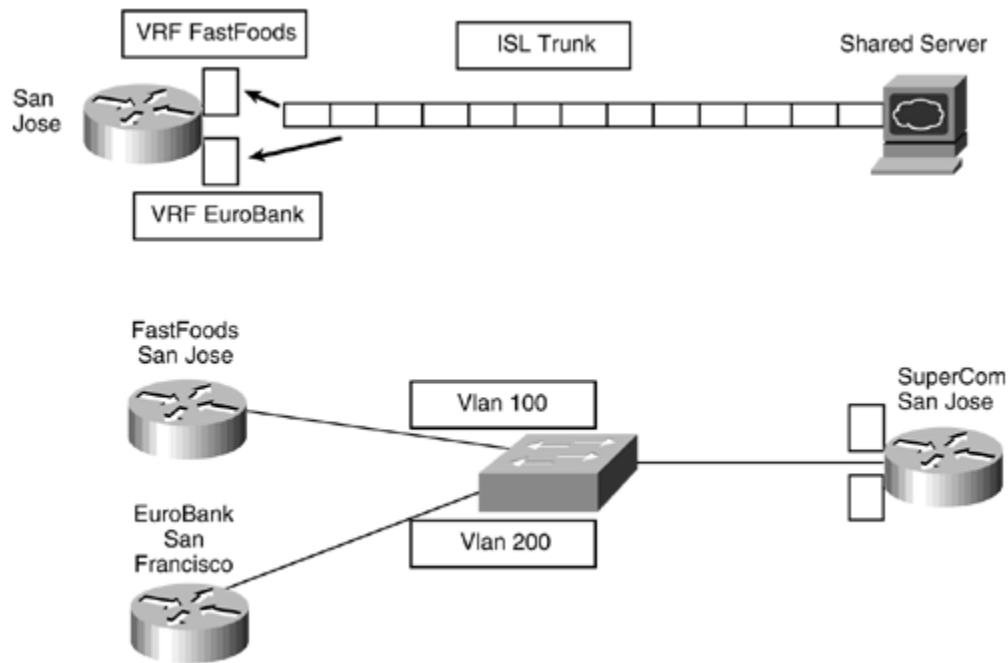 VRF FastFoods
ISL Trunk
Shared Server
San
Jose
VRF EuroBank
FastFoods
San Jose
Vlan 100
SuperCom
San Jose
EuroBank
San
Francisco
Vlan 200